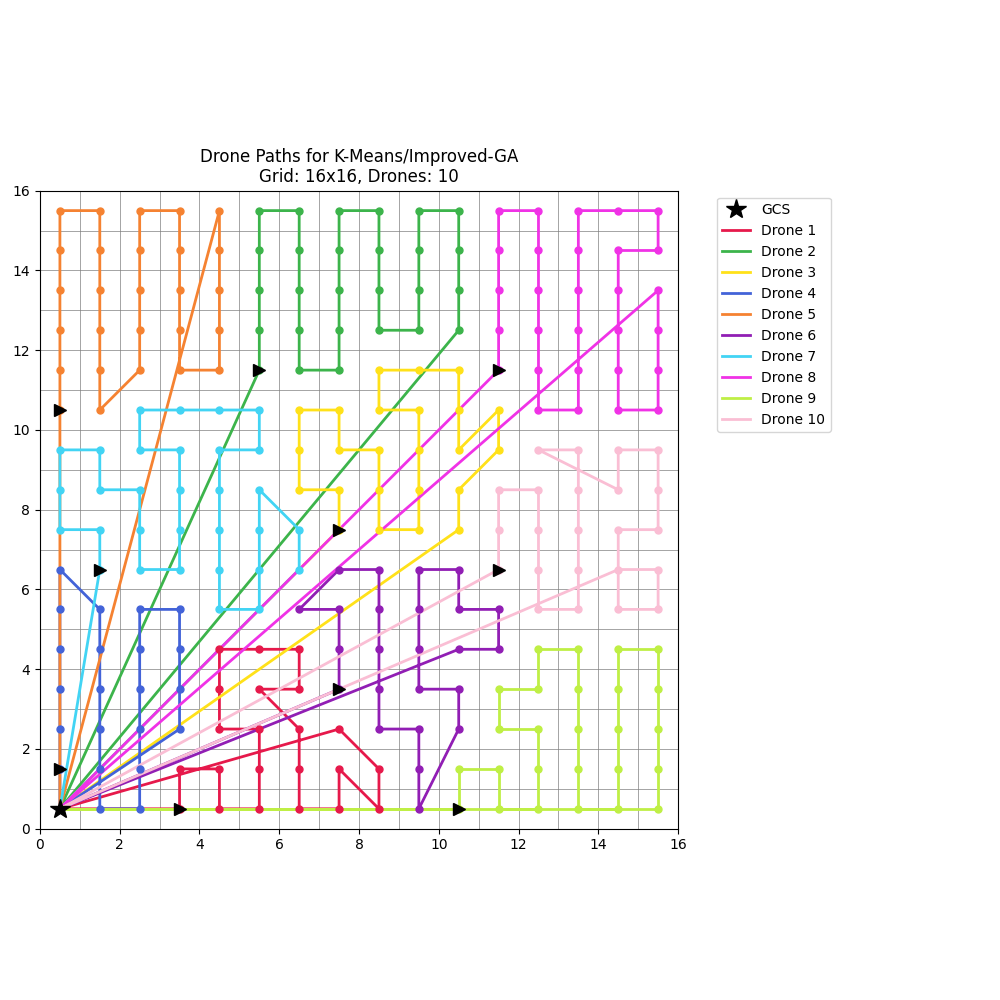 Drone Paths for K-Means/Improved-GA
Grid: 16x16, Drones: 10
16
14
12
10
8
6
4
2
0
0 2 4 6 8 10 12 14 16
GCS
Drone 1
Drone 2
Drone 3
Drone 4
Drone 5
Drone 6
Drone 7
Drone 8
Drone 9
Drone 10